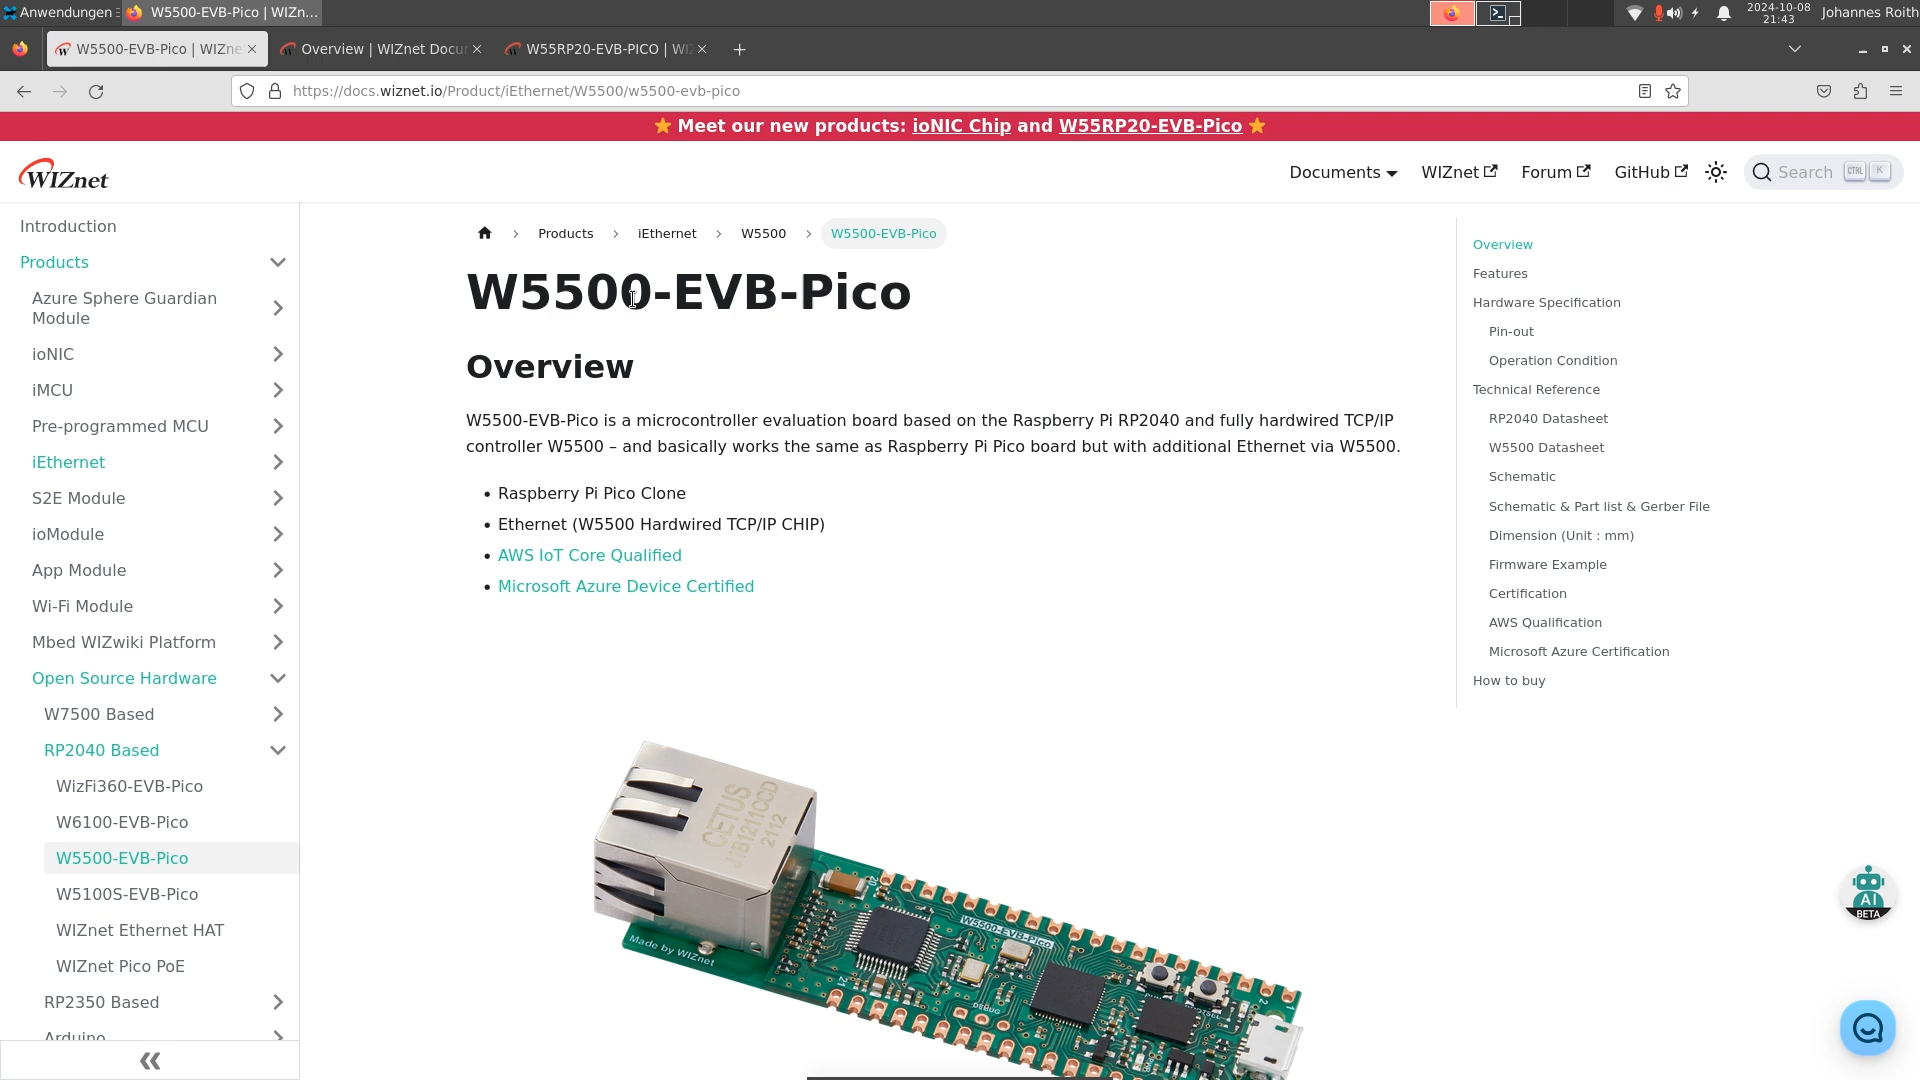 Anwendungen
W5500-EVB-Pico | WIZn...
2024-10-08
21:43
Johannes Roith
W5500-EVB-Pico | WIZne
Overview | WIZnet Docu
W55RP20-EVB-PICO | WIZ
https://docs.wiznet.io/Product/iEthernet/W5500/w5500-evb-pico
⭐ Meet our new products: ioNIC Chip and W55RP20-EVB-Pico ⭐
WIZnet
Documents
WIZnet
Forum
GitHub
Search CTRL K
Introduction
Products
Azure Sphere Guardian
Module
ioNIC
iMCU
Pre-programmed MCU
iEthernet
S2E Module
ioModule
App Module
Wi-Fi Module
Mbed WIZwiki Platform
Open Source Hardware
W7500 Based
RP2040 Based
WizFi360-EVB-Pico
W6100-EVB-Pico
W5500-EVB-Pico
W5100S-EVB-Pico
WIZnet Ethernet HAT
WIZnet Pico PoE
RP2350 Based
Arduino
Products
iEthernet
W5500
W5500-EVB-Pico
W5500-EVB-Pico
Overview
W5500-EVB-Pico is a microcontroller evaluation board based on the Raspberry Pi RP2040 and fully hardwired TCP/IP
controller W5500 – and basically works the same as Raspberry Pi Pico board but with additional Ethernet via W5500.
• Raspberry Pi Pico Clone
• Ethernet (W5500 Hardwired TCP/IP CHIP)
• AWS IoT Core Qualified
• Microsoft Azure Device Certified
CETUS
J1B1211CCD
2112
Made by WIZnet
W5500-EVB-Pico
DEBUG
20
21
2
1
Overview
Features
Hardware Specification
Pin-out
Operation Condition
Technical Reference
RP2040 Datasheet
W5500 Datasheet
Schematic
Schematic & Part list & Gerber File
Dimension (Unit : mm)
Firmware Example
Certification
AWS Qualification
Microsoft Azure Certification
How to buy
AI
BETA